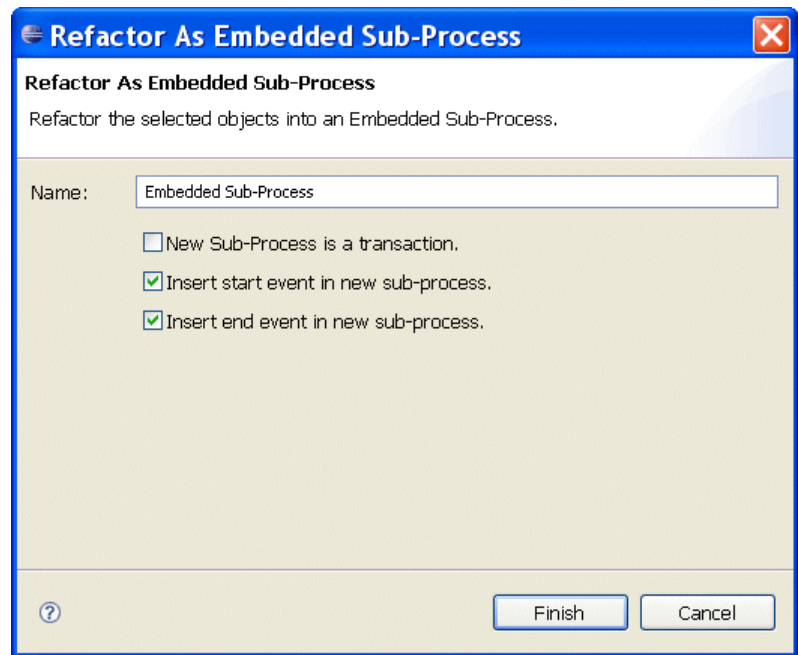 Refactor As Embedded Sub-Process
Refactor As Embedded Sub-Process
Refactor the selected objects into an Embedded Sub-Process.
Name: Embedded Sub-Process
New Sub-Process is a transaction.
Insert start event in new sub-process.
Insert end event in new sub-process.
? Finish Cancel